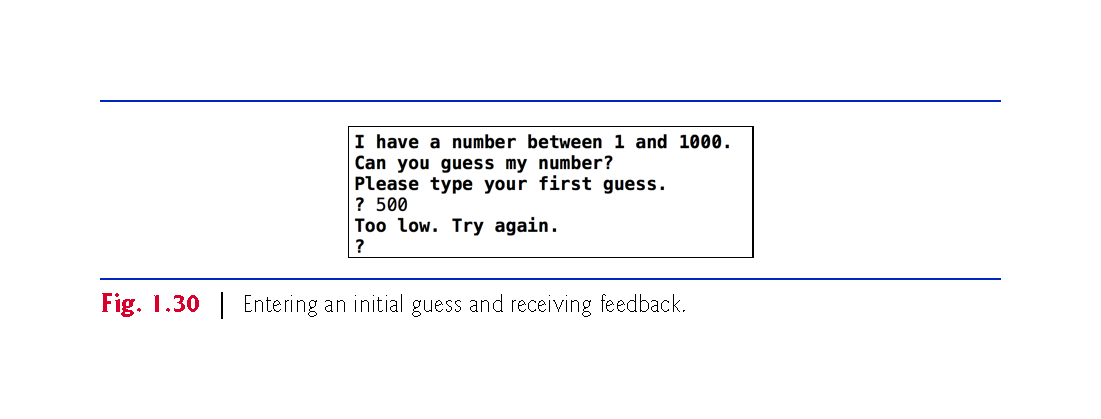 I have a number between 1 and 1000.
Can you guess my number?
Please type your first guess.
? 500
Too low. Try again.
?
Fig. 1.30 | Entering an initial guess and receiving feedback.